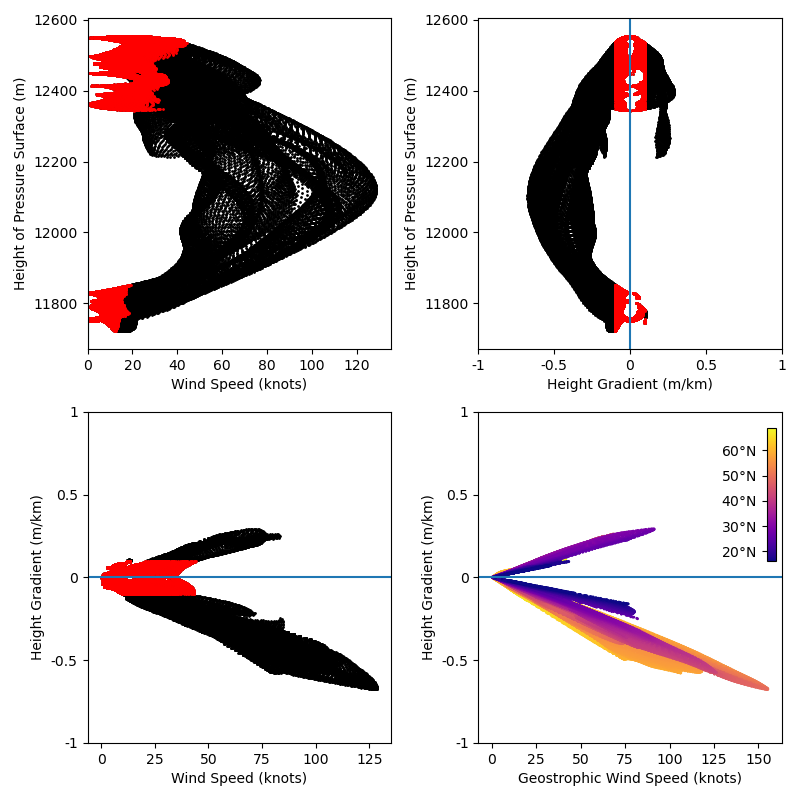 12600
12400
12200
12000
11800
Height of Pressure Surface (m)
0 20 40 60 80 100 120
Wind Speed (knots)
12600
12400
12200
12000
11800
Height of Pressure Surface (m)
-1 -0.5 0 0.5 1
Height Gradient (m/km)
1
0.5
0
-0.5
-1
Height Gradient (m/km)
0 25 50 75 100 125
Wind Speed (knots)
1
0.5
0
-0.5
-1
Height Gradient (m/km)
60°N
50°N
40°N
30°N
20°N
0 25 50 75 100 125 150
Geostrophic Wind Speed (knots)